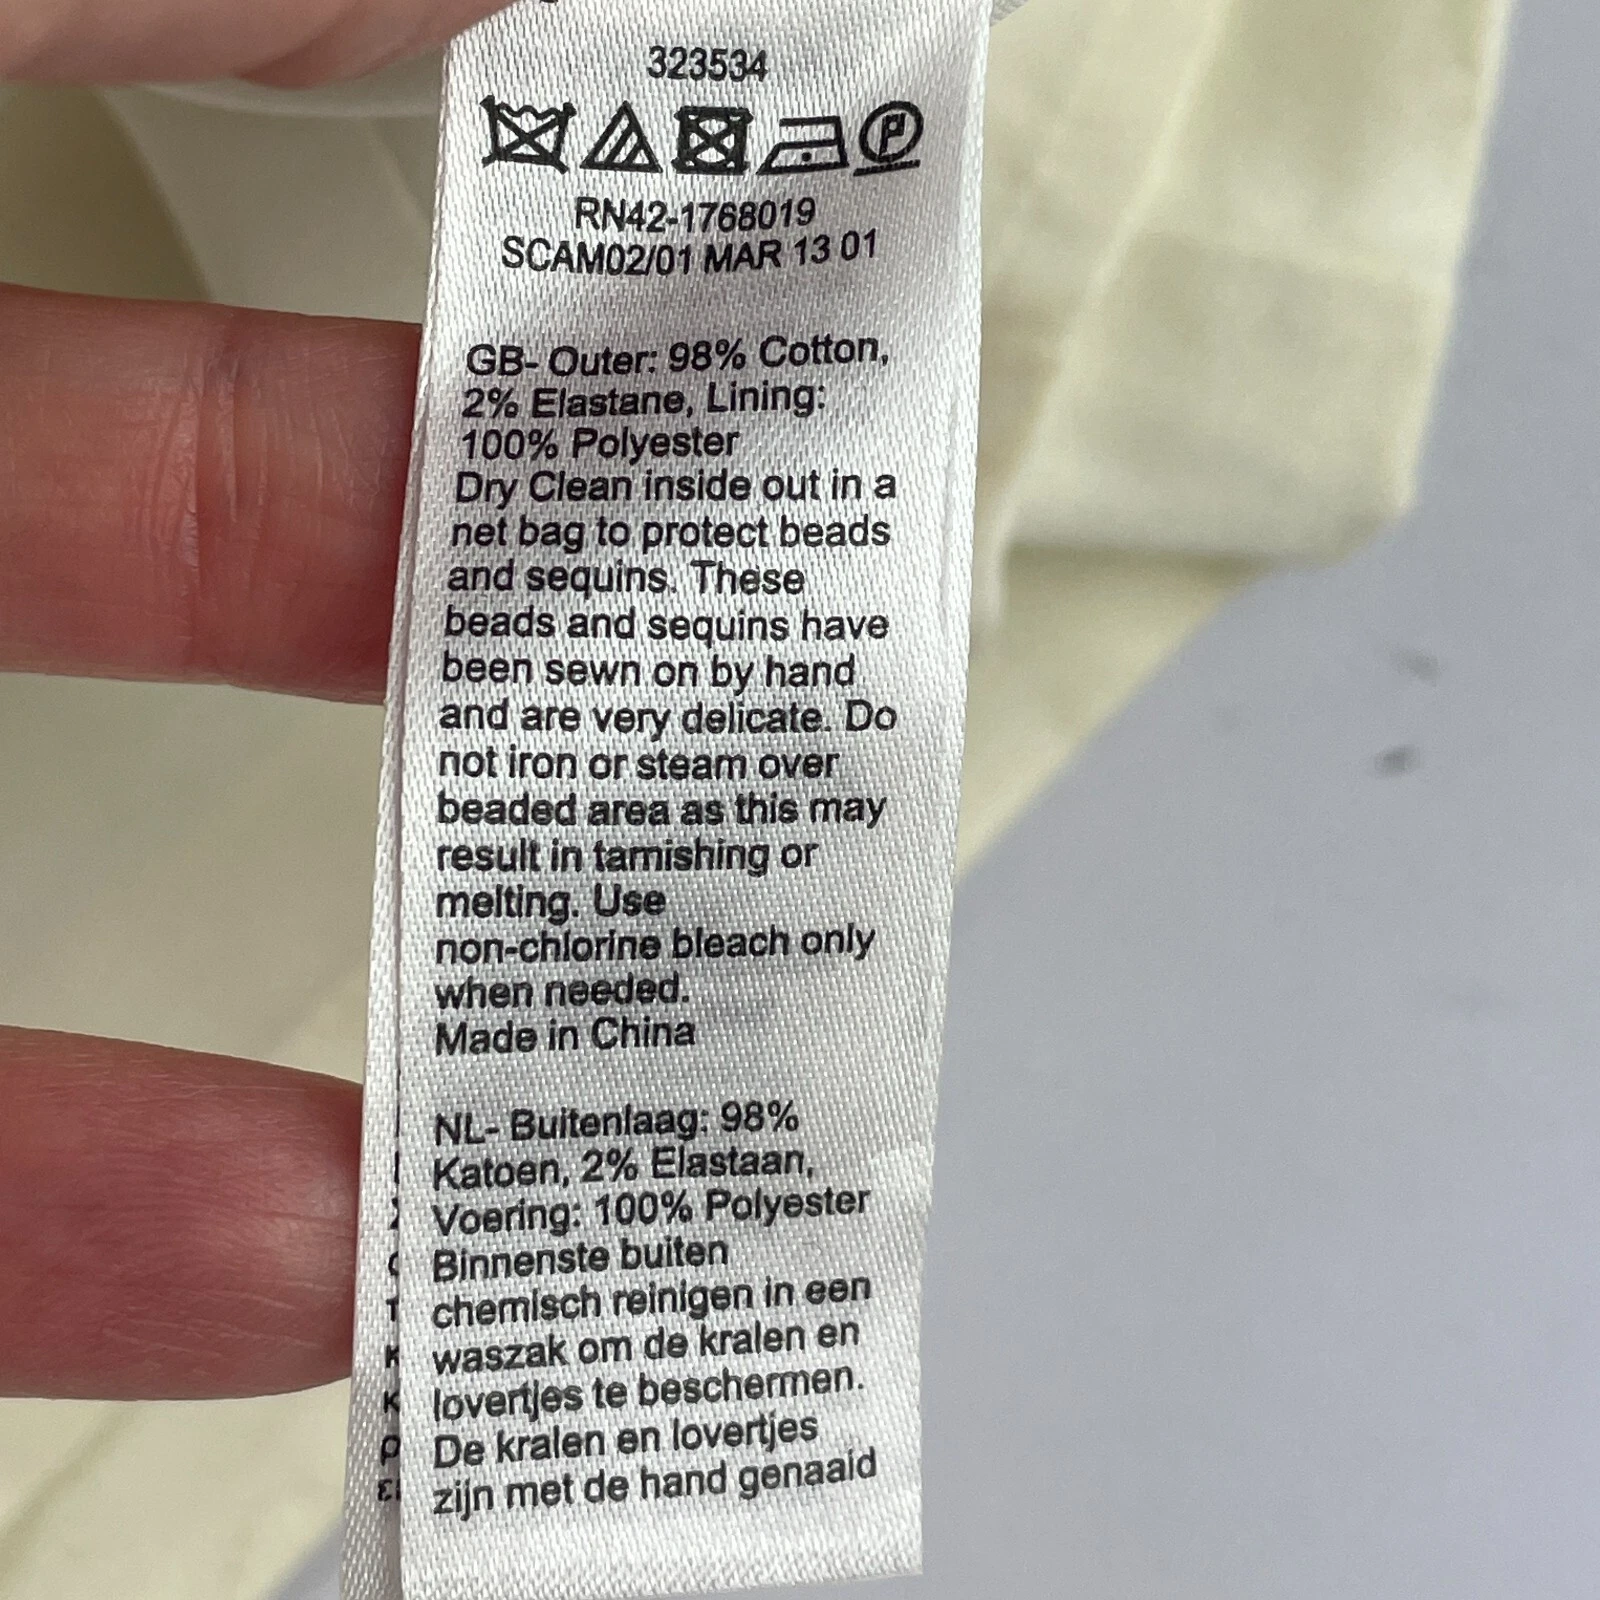 323534
RN42-1768019
SCAM02/01 MAR 13 01
GB- Outer: 98% Cotton,
2% Elastane, Lining:
100% Polyester
Dry Clean inside out in a
net bag to protect beads
and sequins. These
beads and sequins have
been sewn on by hand
and are very delicate. Do
not iron or steam over
beaded area as this may
result in tarnishing or
melting. Use
non-chlorine bleach only
when needed.
Made in China
NL- Buitenlaag: 98%
Katoen, 2% Elastaan,
Voering: 100% Polyester
Binnenste buiten
chemisch reinigen in een
waszak om de kralen en
lovertjes te beschermen.
De kralen en lovertjes
zijn met de hand genaaid